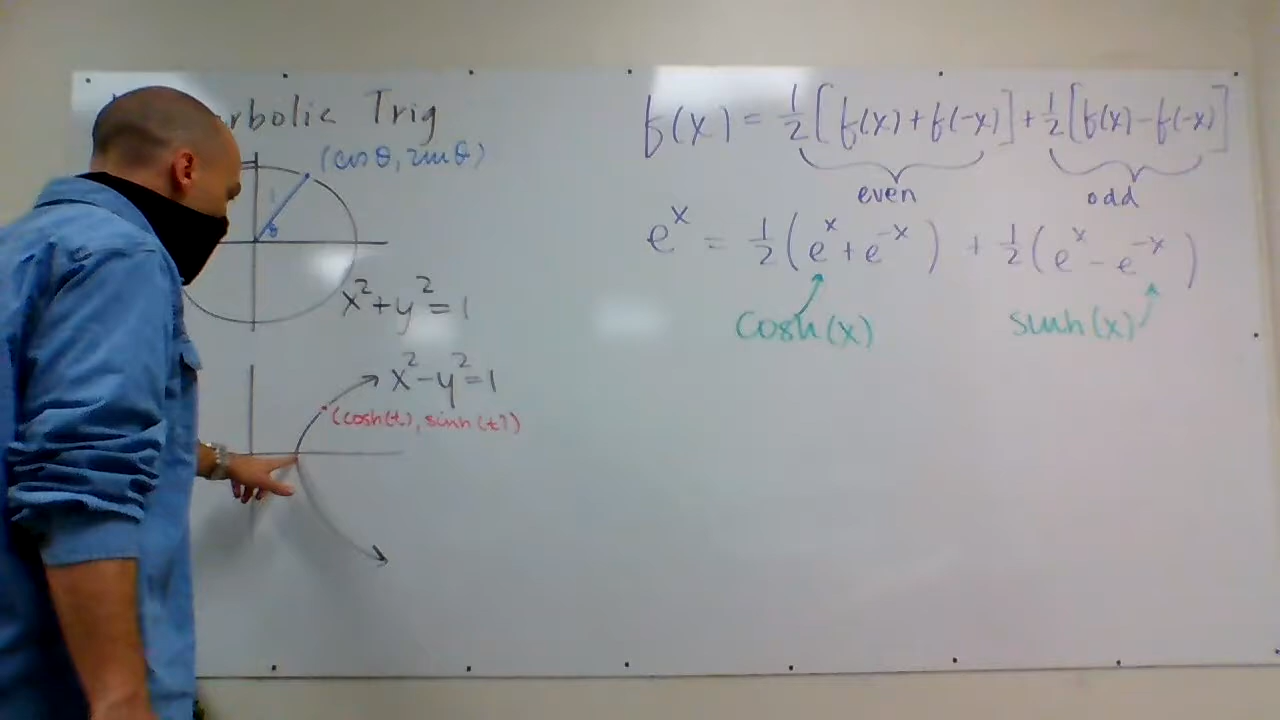 rbolic Trig
(cos θ, sin θ)
1
θ
x²+y²=1
x²-y²=1
(cosh(t), sinh(t))
f(x) = 1/2[f(x)+f(-x)]+1/2[f(x)-f(-x)]
even odd
eˣ = 1/2(eˣ+e⁻ˣ) + 1/2(eˣ-e⁻ˣ)
cosh(x) sinh(x)